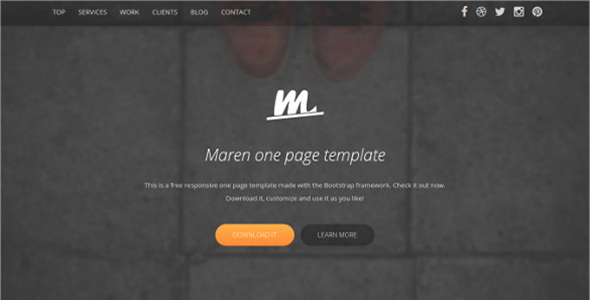 TOP SERVICES WORK CLIENTS BLOG CONTACT
m
Maren one page template
This is a free responsive one page template made with the Bootstrap framework. Check it out now.
Download it, customize and use it as you like!
DOWNLOAD IT LEARN MORE